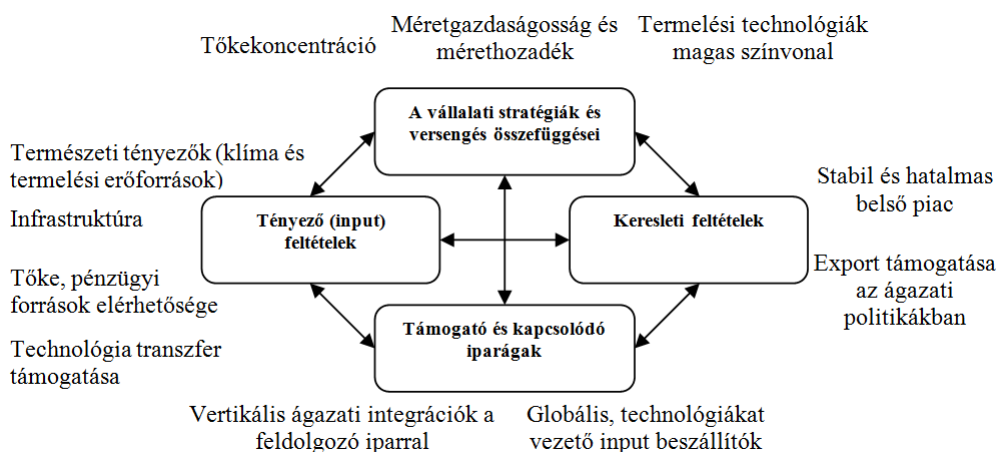 Tőkekoncentráció
Méretgazdaságosság és
mérethozadék
Termelési technológiák
magas színvonal
A vállalati stratégiák és
versengés összefüggései
Természeti tényezők (klíma és
termelési erőforrások)
Infrastruktúra
Tőke, pénzügyi
források elérhetősége
Technológia transzfer
támogatása
Tényező (input)
feltételek
Keresleti feltételek
Stabil és hatalmas
belső piac
Export támogatása
az ágazati
politikákban
Támogató és kapcsolódó
iparágak
Vertikális ágazati integrációk a
feldolgozó iparral
Globális, technológiákat
vezető input beszállítók